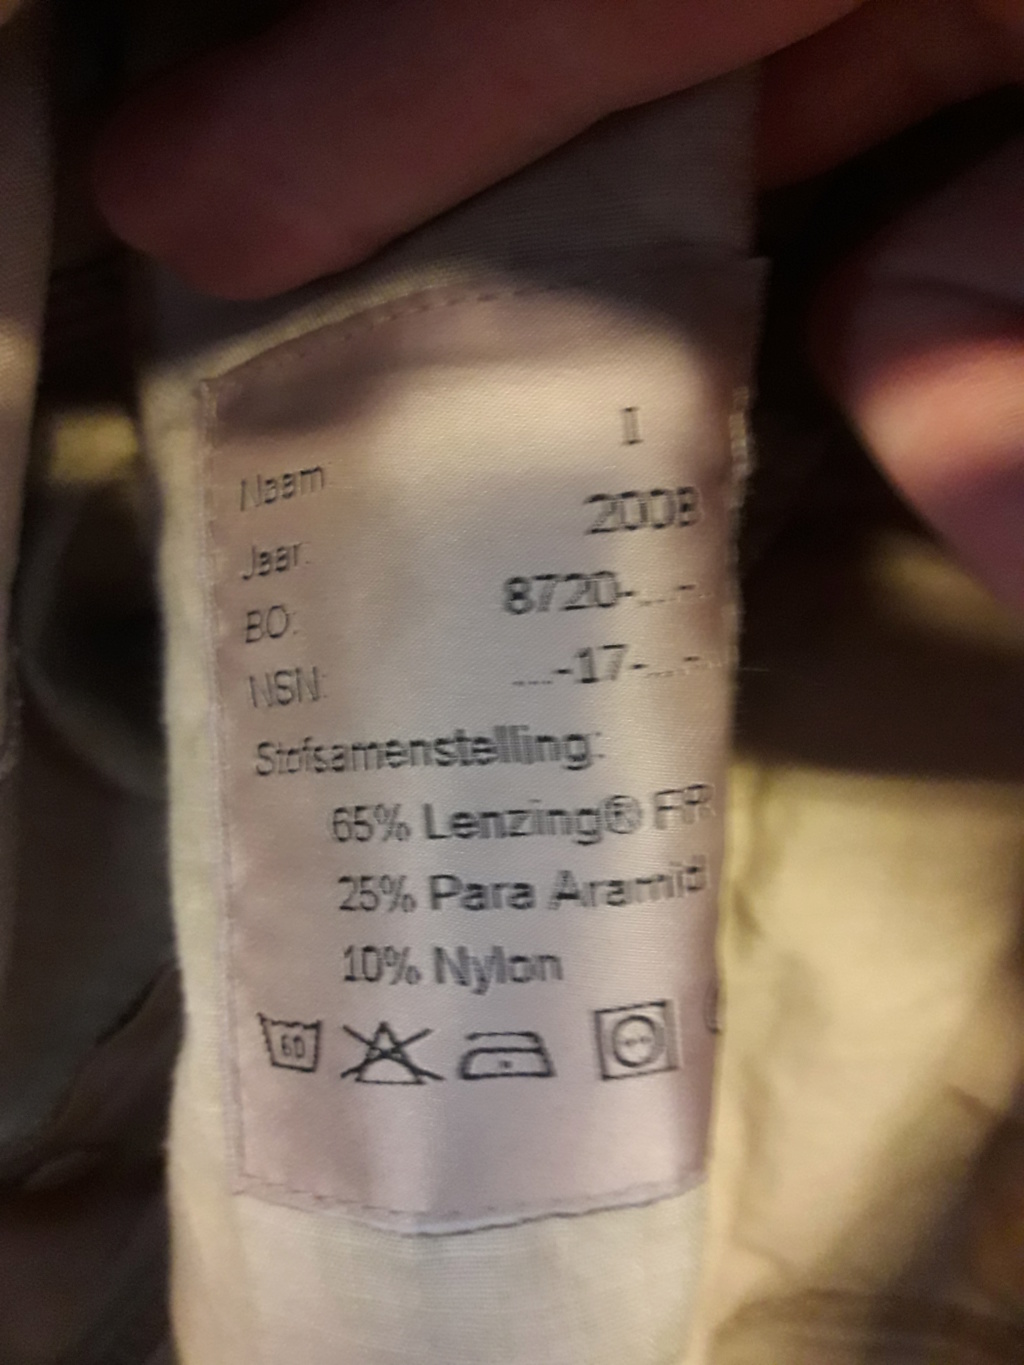 I
Naam
Jaar: 2008
BO: 8720-...-..
NSN: ....-17-...-...
Stofsamenstelling:
65% Lenzing® FR
25% Para Aramid
10% Nylon
60